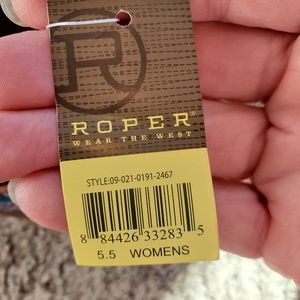 R
ROPER
WEAR THE WEST
STYLE:09-021-0191-2467
8 84426 33283 5
5.5 WOMENS